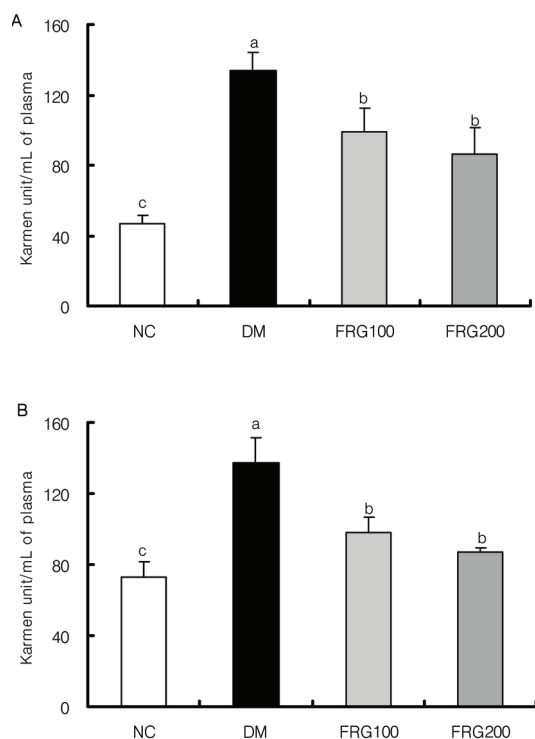 A
160
120
80
40
0
Karmen unit/mL of plasma
a
b
b
c
NC DM FRG100 FRG200
B
160
120
80
40
0
Karmen unit/mL of plasma
a
b
b
c
NC DM FRG100 FRG200